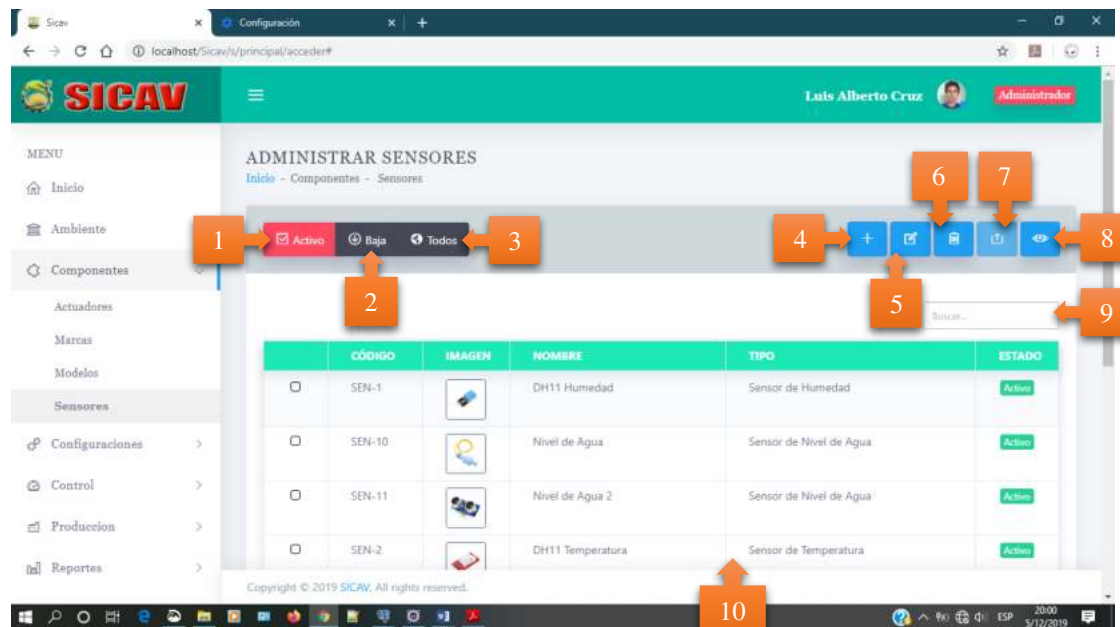 Sicav
Configuración
localhost/Sicav/s/principal/acceder#
SICAV
Luis Alberto Cruz
Administrador
MENU
Inicio
Ambiente
Componentes
Actuadores
Marcas
Modelos
Sensores
Configuraciones
Control
Produccion
Reportes
ADMINISTRAR SENSORES
Inicio - Componentes - Sensores
6 7
1 Activo Baja Todos 3 4 8
2 5
Buscar... 9
CÓDIGO IMAGEN NOMBRE TIPO ESTADO
SEN-1 DH11 Humedad Sensor de Humedad Activo
SEN-10 Nivel de Agua Sensor de Nivel de Agua Activo
SEN-11 Nivel de Agua 2 Sensor de Nivel de Agua Activo
SEN-2 DH11 Temperatura Sensor de Temperatura Activo
10
Copyright © 2019 SICAV, All rights reserved.
ESP 20:00
5/12/2019